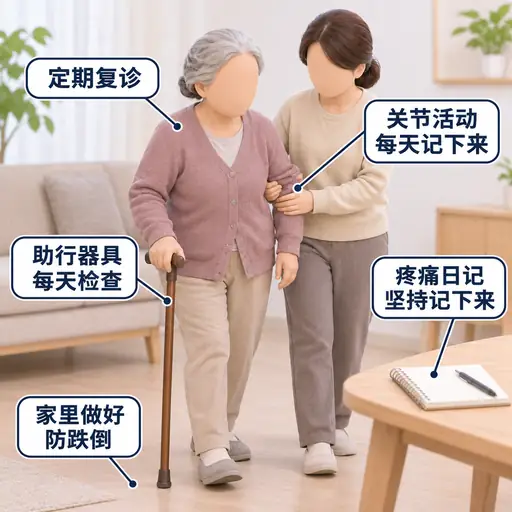 定期复诊
关节活动
每天记下来
助行器具
每天检查
疼痛日记
坚持记下来
家里做好
防跌倒